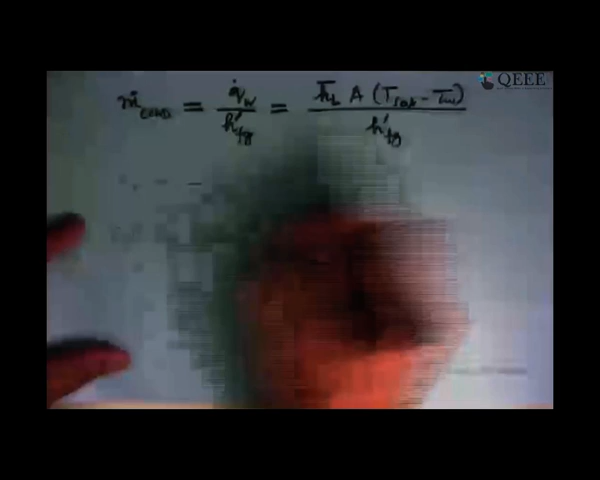 QEEE
ṁ_cond = q̇_w / h'_fg = h̄_L A (T_sat - T_w) / h'_fg